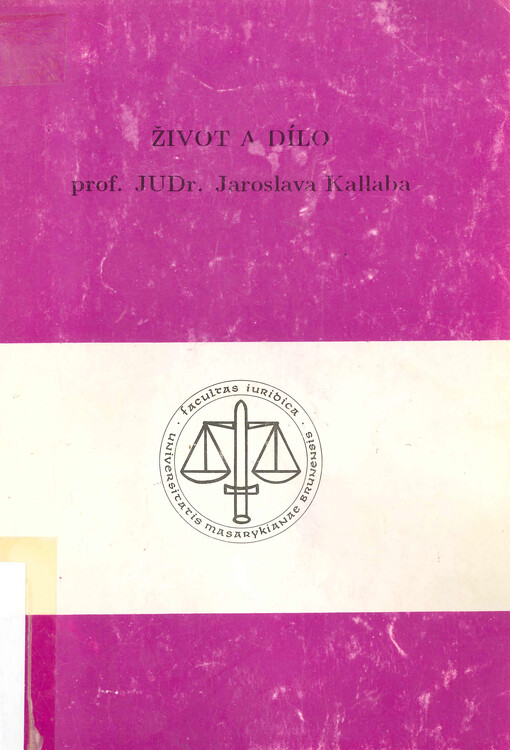 ŽIVOT A DÍLO
prof. JUDr. Jaroslava Kallaba
· facultas iuridica ·
universitatis masarykianae brunensis